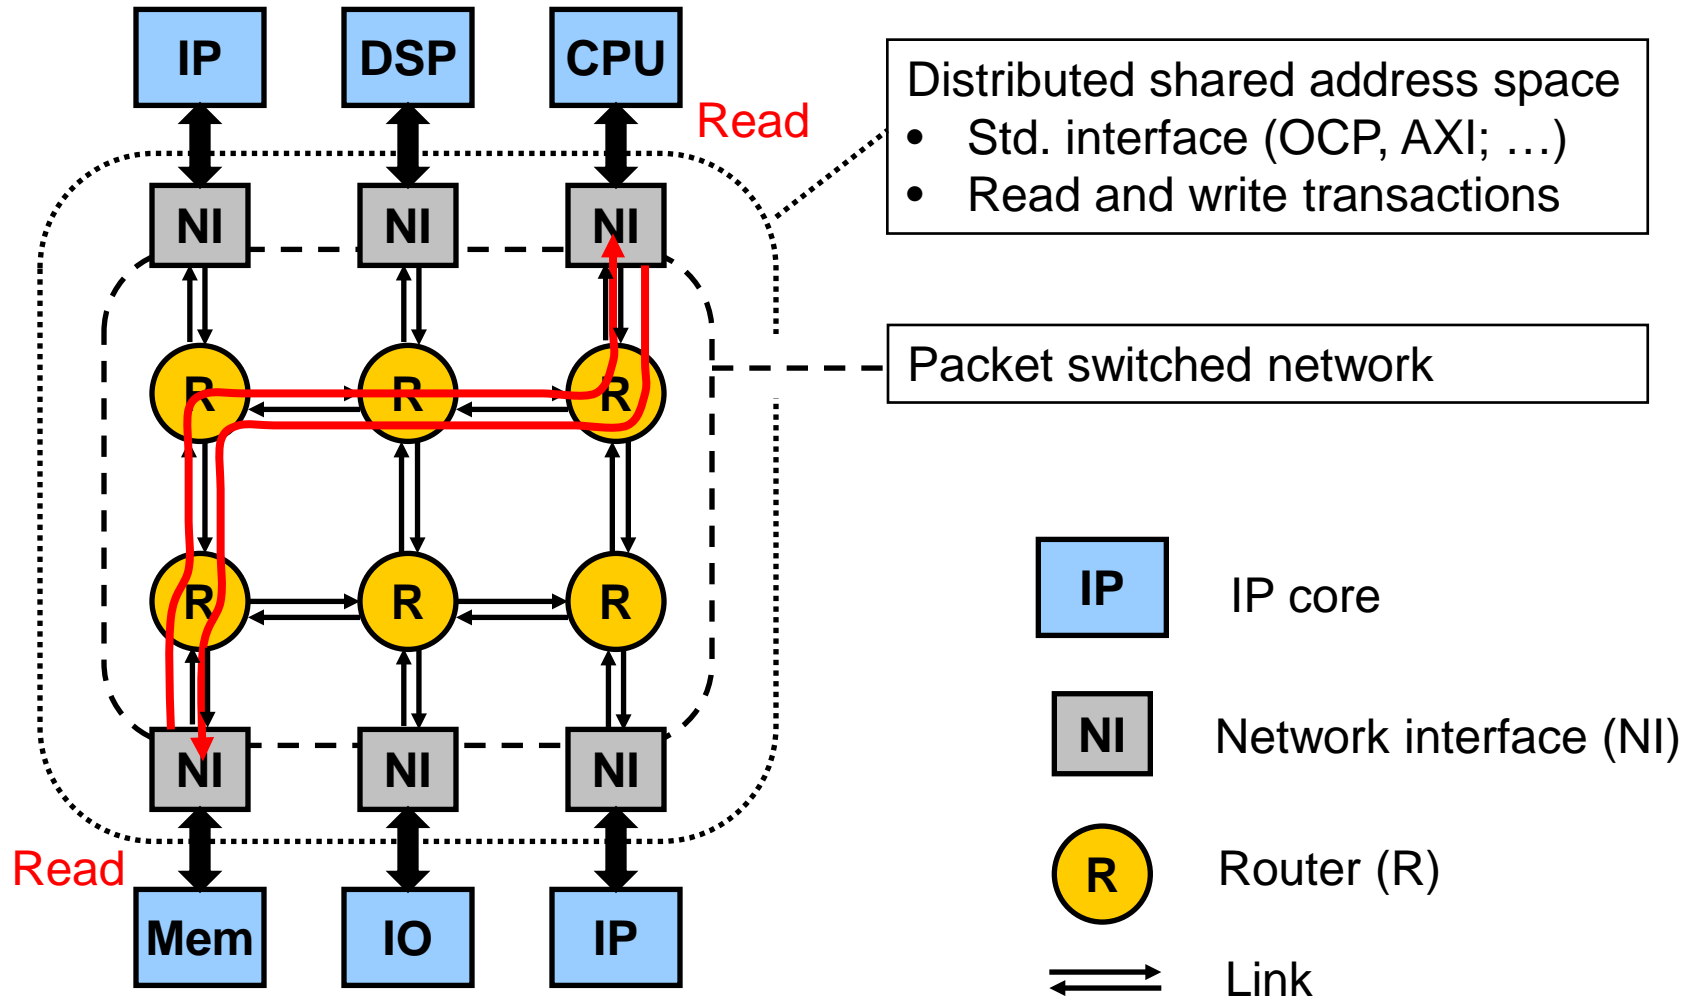 IP DSP CPU
Read
Distributed shared address space
• Std. interface (OCP, AXI; …)
• Read and write transactions
NI NI NI
Packet switched network
R R R
R R R
IP IP core
NI NI NI
NI Network interface (NI)
Read
R Router (R)
Mem IO IP
Link